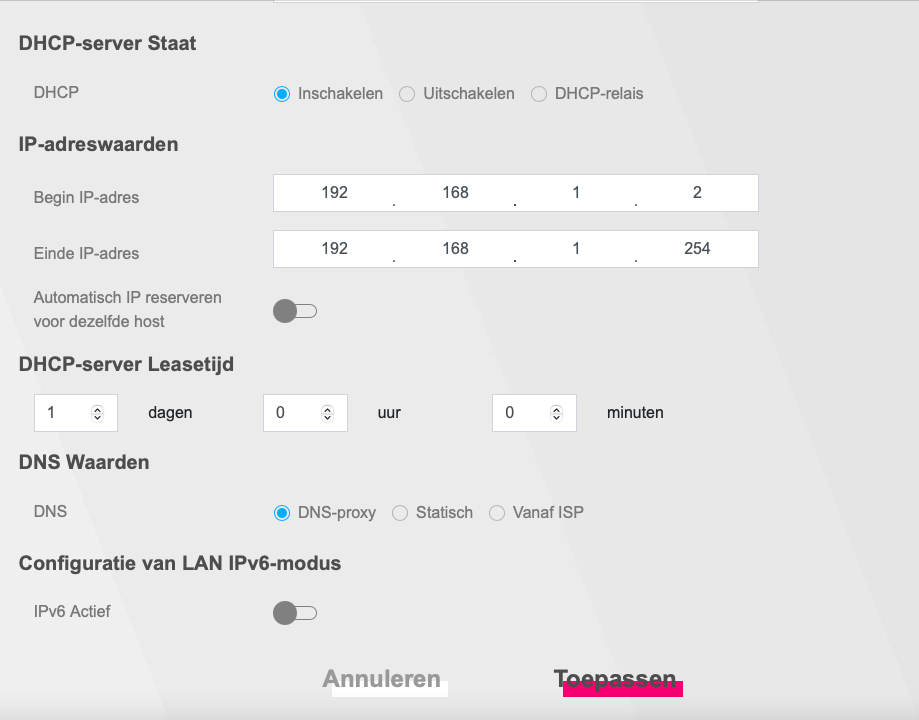 DHCP-server Staat
DHCP Inschakelen Uitschakelen DHCP-relais
IP-adreswaarden
Begin IP-adres 192 . 168 . 1 . 2
Einde IP-adres 192 . 168 . 1 . 254
Automatisch IP reserveren
voor dezelfde host
DHCP-server Leasetijd
1 dagen 0 uur 0 minuten
DNS Waarden
DNS DNS-proxy Statisch Vanaf ISP
Configuratie van LAN IPv6-modus
IPv6 Actief
Annuleren Toepassen